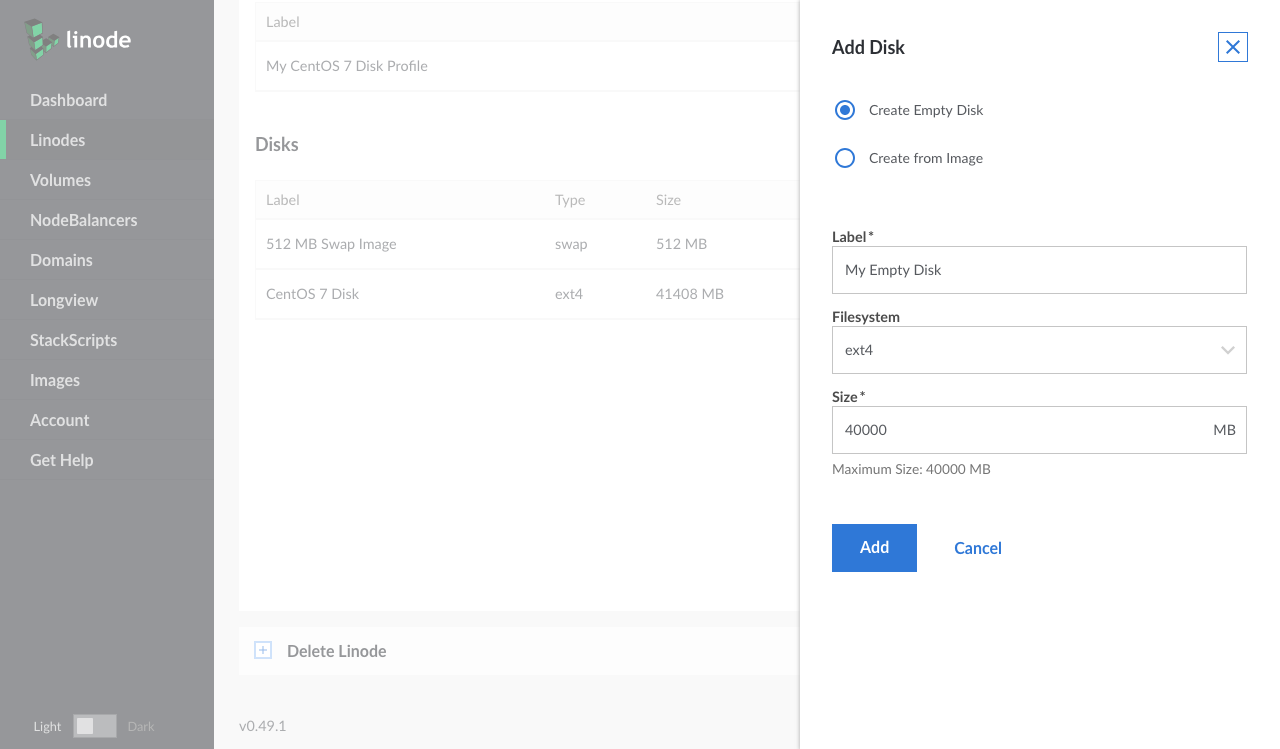 linode
Dashboard
Linodes
Volumes
NodeBalancers
Domains
Longview
StackScripts
Images
Account
Get Help
Light Dark
Label
My CentOS 7 Disk Profile
Disks
Label Type Size
512 MB Swap Image swap 512 MB
CentOS 7 Disk ext4 41408 MB
Delete Linode
v0.49.1
Add Disk
Create Empty Disk
Create from Image
Label*
My Empty Disk
Filesystem
ext4
Size*
40000 MB
Maximum Size: 40000 MB
Add Cancel